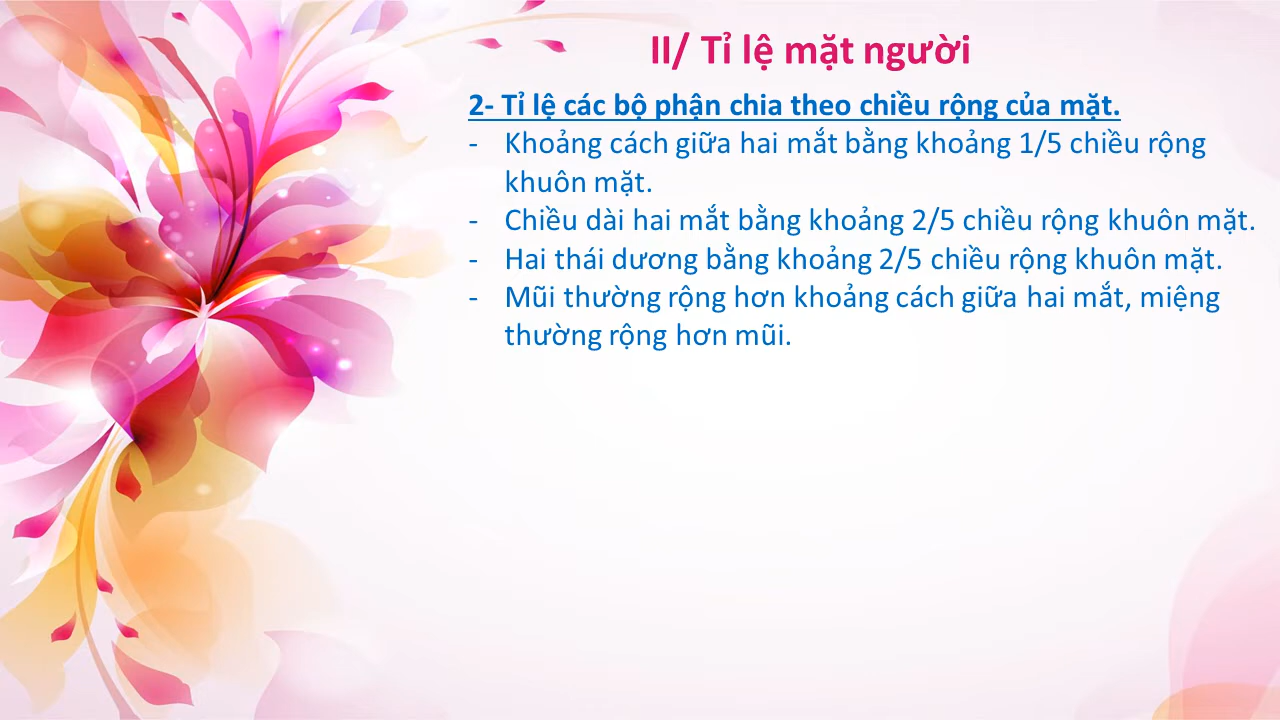 II/ Tỉ lệ mặt người
2- Tỉ lệ các bộ phận chia theo chiều rộng của mặt.
- Khoảng cách giữa hai mắt bằng khoảng 1/5 chiều rộng
khuôn mặt.
- Chiều dài hai mắt bằng khoảng 2/5 chiều rộng khuôn mặt.
- Hai thái dương bằng khoảng 2/5 chiều rộng khuôn mặt.
- Mũi thường rộng hơn khoảng cách giữa hai mắt, miệng
thường rộng hơn mũi.